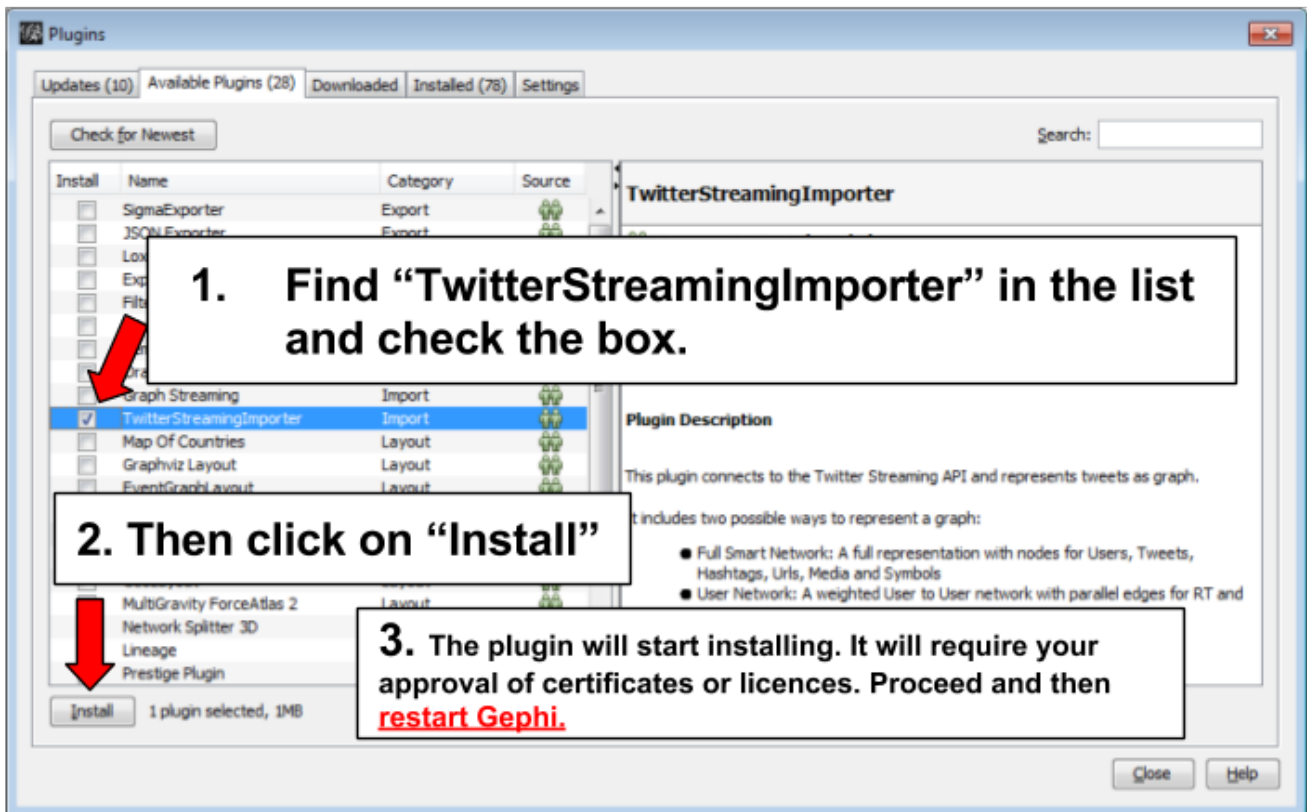 Plugins
Updates (10) Available Plugins (28) Downloaded Installed (78) Settings
Check for Newest Search:
Install Name Category Source
TwitterStreamingImporter
SigmaExporter Export
JSON Exporter Export
1. Find “TwitterStreamingImporter” in the list
and check the box.
Graph Streaming Import
TwitterStreamingImporter Import
Map Of Countries Layout
Graphviz Layout Layout
EventGraphLayout Layout
Plugin Description
This plugin connects to the Twitter Streaming API and represents tweets as graph.
It includes two possible ways to represent a graph:
● Full Smart Network: A full representation with nodes for Users, Tweets,
Hashtags, Urls, Media and Symbols
● User Network: A weighted User to User network with parallel edges for RT and
2. Then click on “Install”
MultiGravity ForceAtlas 2 Layout
Network Splitter 3D
Lineage
Prestige Plugin
3. The plugin will start installing. It will require your
approval of certificates or licences. Proceed and then
restart Gephi.
Install 1 plugin selected, 1MB
Close Help